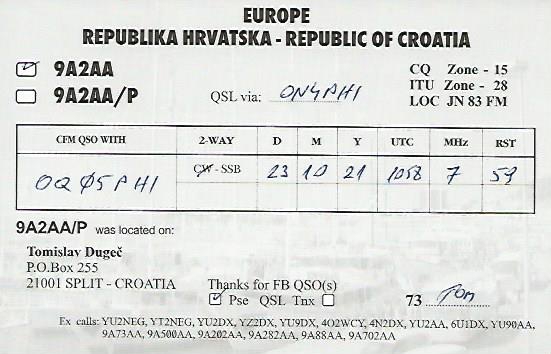 EUROPE
REPUBLIKA HRVATSKA - REPUBLIC OF CROATIA
9A2AA
9A2AA/P
QSL via: ON4PHI
CQ Zone - 15
ITU Zone - 28
LOC JN 83 FM
CFM QSO WITH 2-WAY D M Y UTC MHz RST
OQØ5PHI CW - SSB 23 10 21 1058 7 59
9A2AA/P was located on:
Tomislav Dugeč
P.O.Box 255
21001 SPLIT - CROATIA
Thanks for FB QSO(s)
Pse QSL Tnx
73 Tom
Ex calls: YU2NEG, YT2NEG, YU2DX, YZ2DX, YU9DX, 4O2WCY, 4N2DX, YU2AA, 6U1DX, YU90AA,
9A73AA, 9A500AA, 9A202AA, 9A282AA, 9A88AA, 9A702AA